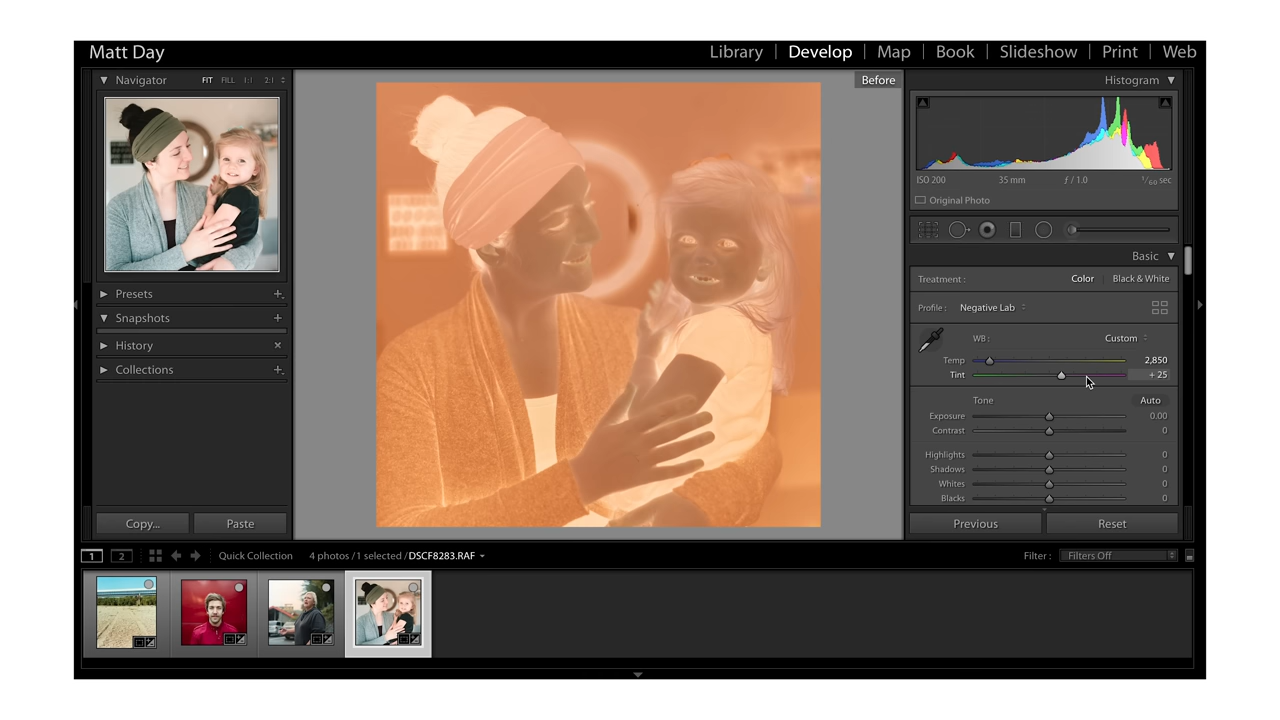 Matt Day
Library | Develop | Map | Book | Slideshow | Print | Web
Navigator FIT FILL 1:1 2:1
Before
Histogram
ISO 200 35 mm ƒ / 1.0 1/60 sec
Original Photo
Basic
Treatment : Color | Black & White
Profile : Negative Lab
WB : Custom
Temp 2,850
Tint + 25
Tone Auto
Exposure 0.00
Contrast 0
Highlights 0
Shadows 0
Whites 0
Blacks 0
Presets
Snapshots
History
Collections
Copy... Paste
Previous Reset
1 2 Quick Collection 4 photos / 1 selected / DSCF8283.RAF Filter : Filters Off